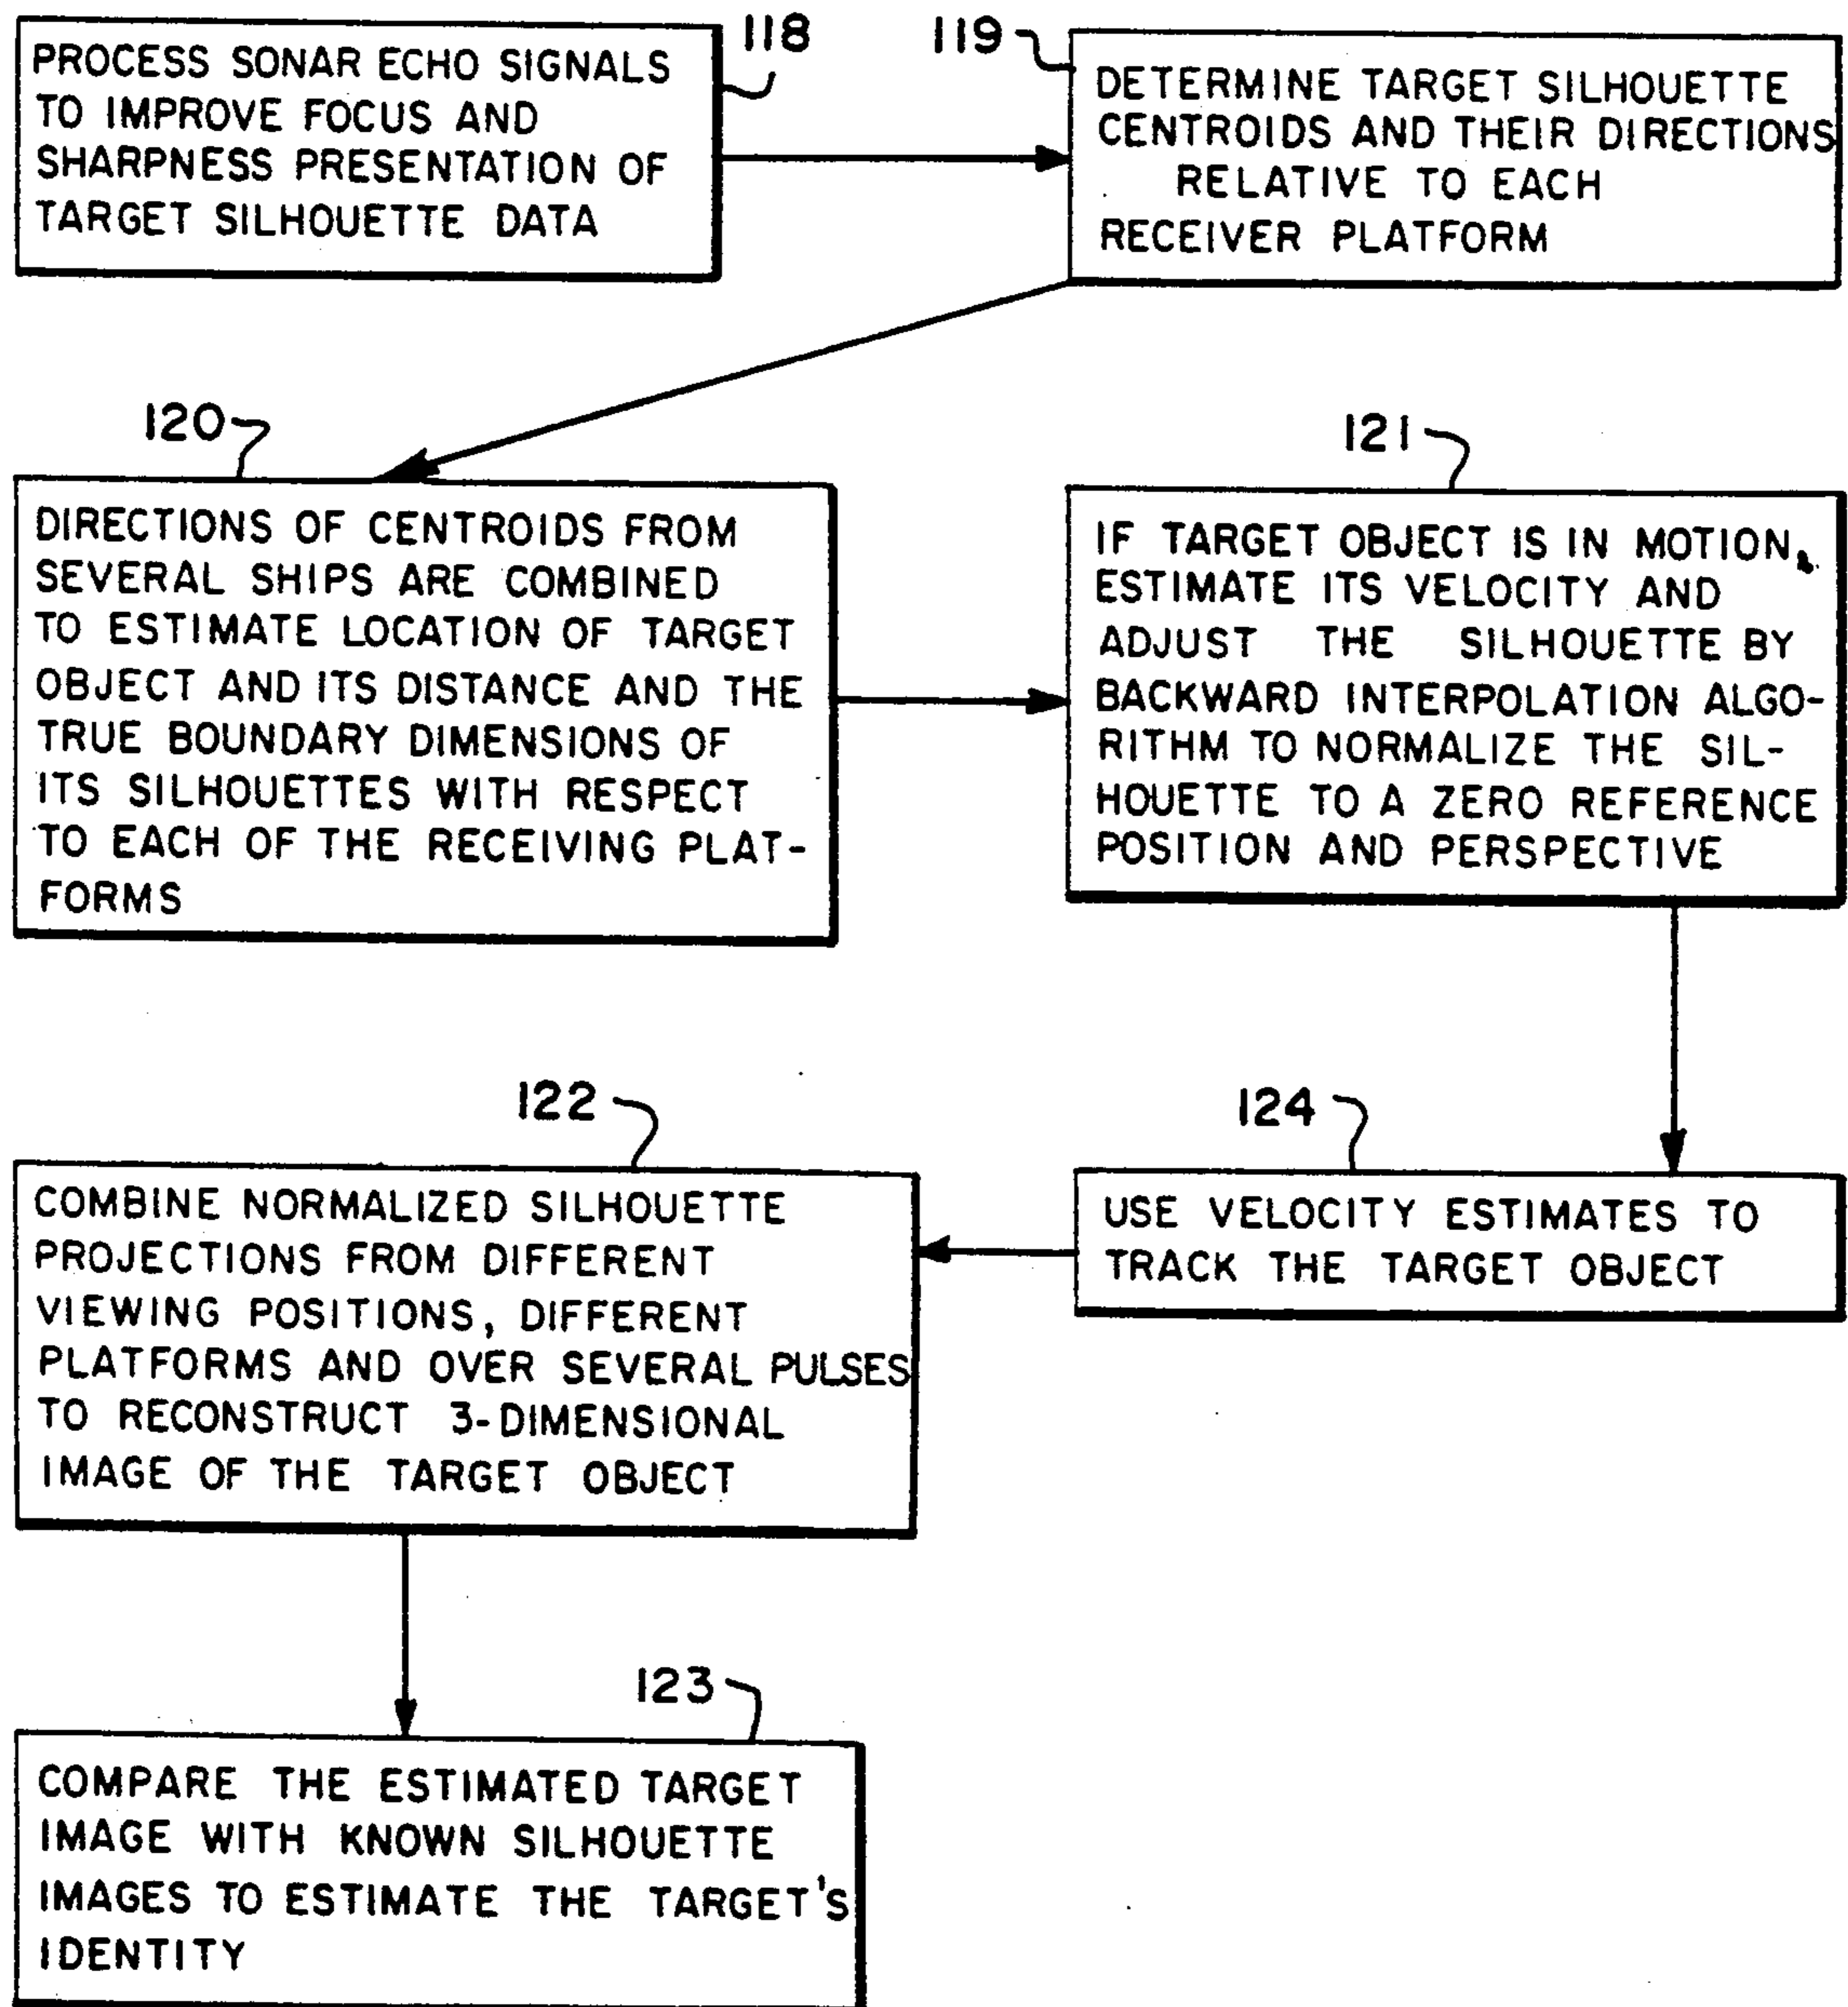 118
PROCESS SONAR ECHO SIGNALS
TO IMPROVE FOCUS AND
SHARPNESS PRESENTATION OF
TARGET SILHOUETTE DATA
119
DETERMINE TARGET SILHOUETTE
CENTROIDS AND THEIR DIRECTIONS
RELATIVE TO EACH
RECEIVER PLATFORM
120
DIRECTIONS OF CENTROIDS FROM
SEVERAL SHIPS ARE COMBINED
TO ESTIMATE LOCATION OF TARGET
OBJECT AND ITS DISTANCE AND THE
TRUE BOUNDARY DIMENSIONS OF
ITS SILHOUETTES WITH RESPECT
TO EACH OF THE RECEIVING PLAT-
FORMS
121
IF TARGET OBJECT IS IN MOTION,
ESTIMATE ITS VELOCITY AND
ADJUST THE SILHOUETTE BY
BACKWARD INTERPOLATION ALGO-
RITHM TO NORMALIZE THE SIL-
HOUETTE TO A ZERO REFERENCE
POSITION AND PERSPECTIVE
124
USE VELOCITY ESTIMATES TO
TRACK THE TARGET OBJECT
122
COMBINE NORMALIZED SILHOUETTE
PROJECTIONS FROM DIFFERENT
VIEWING POSITIONS, DIFFERENT
PLATFORMS AND OVER SEVERAL PULSES
TO RECONSTRUCT 3-DIMENSIONAL
IMAGE OF THE TARGET OBJECT
123
COMPARE THE ESTIMATED TARGET
IMAGE WITH KNOWN SILHOUETTE
IMAGES TO ESTIMATE THE TARGET'S
IDENTITY